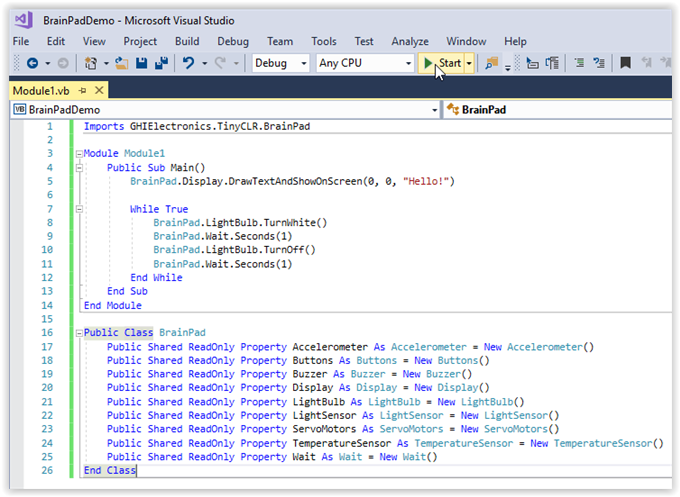 BrainPadDemo - Microsoft Visual Studio
File Edit View Project Build Debug Team Tools Test Analyze Window Help
Debug Any CPU Start
Module1.vb
VB BrainPadDemo BrainPad
1 Imports GHIElectronics.TinyCLR.BrainPad
2
3 Module Module1
4 Public Sub Main()
5 BrainPad.Display.DrawTextAndShowOnScreen(0, 0, "Hello!")
6
7 While True
8 BrainPad.LightBulb.TurnWhite()
9 BrainPad.Wait.Seconds(1)
10 BrainPad.LightBulb.TurnOff()
11 BrainPad.Wait.Seconds(1)
12 End While
13 End Sub
14 End Module
15
16 Public Class BrainPad
17 Public Shared ReadOnly Property Accelerometer As Accelerometer = New Accelerometer()
18 Public Shared ReadOnly Property Buttons As Buttons = New Buttons()
19 Public Shared ReadOnly Property Buzzer As Buzzer = New Buzzer()
20 Public Shared ReadOnly Property Display As Display = New Display()
21 Public Shared ReadOnly Property LightBulb As LightBulb = New LightBulb()
22 Public Shared ReadOnly Property LightSensor As LightSensor = New LightSensor()
23 Public Shared ReadOnly Property ServoMotors As ServoMotors = New ServoMotors()
24 Public Shared ReadOnly Property TemperatureSensor As TemperatureSensor = New TemperatureSensor()
25 Public Shared ReadOnly Property Wait As Wait = New Wait()
26 End Class